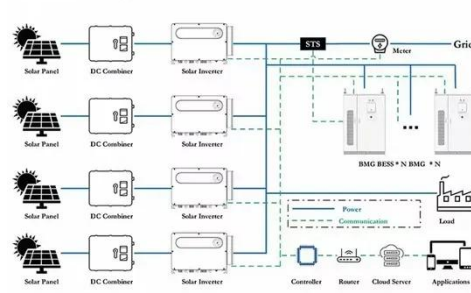 STS
Meter
Grid
Solar Panel
DC Combiner
Solar Inverter
Solar Panel
DC Combiner
Solar Inverter
BMG BESS * N BMG * N
Solar Panel
DC Combiner
Solar Inverter
Power
Communication
Load
Solar Panel
DC Combiner
Solar Inverter
Controller
Router
Cloud Server
Applications